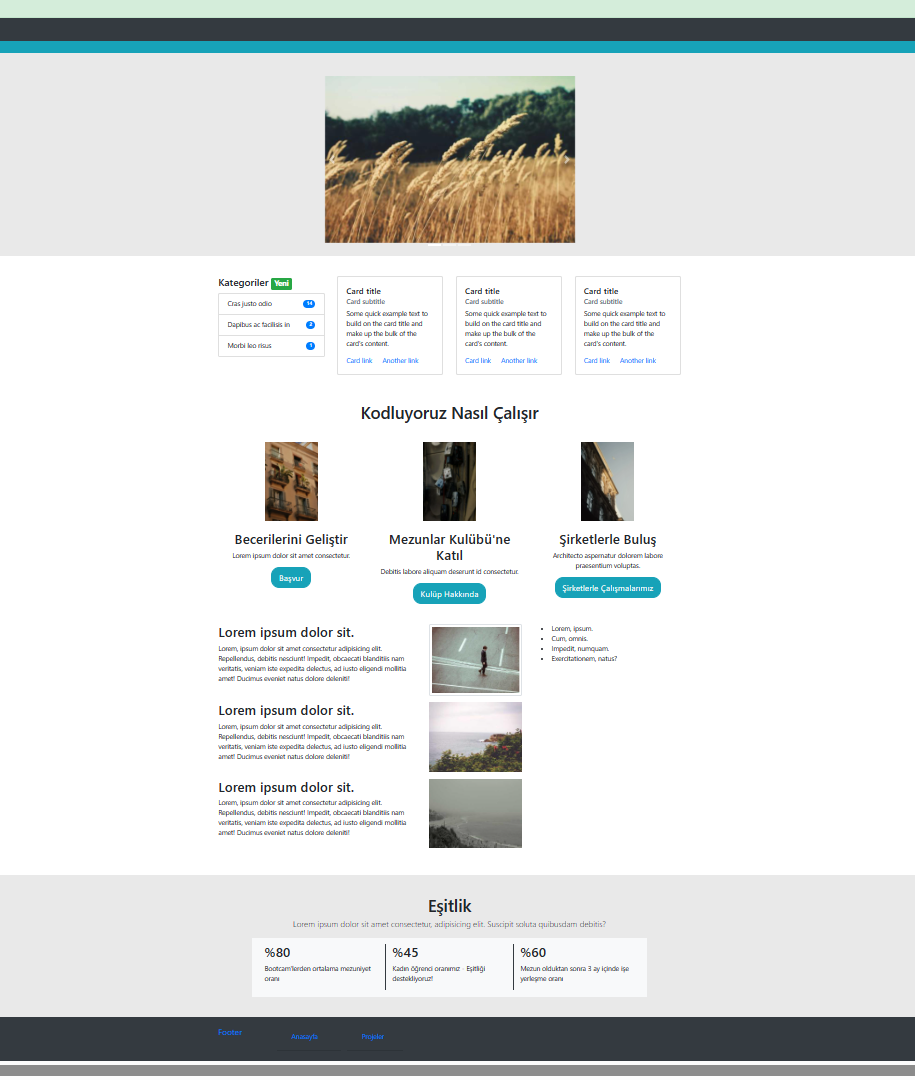 Kategoriler Yeni
Cras justo odio 14
Dapibus ac facilisis in 2
Morbi leo risus 1
Card title
Card subtitle
Some quick example text to
build on the card title and
make up the bulk of the
card's content.
Card link Another link
Card title
Card subtitle
Some quick example text to
build on the card title and
make up the bulk of the
card's content.
Card link Another link
Card title
Card subtitle
Some quick example text to
build on the card title and
make up the bulk of the
card's content.
Card link Another link
Kodluyoruz Nasıl Çalışır
Becerilerini Geliştir
Lorem ipsum dolor sit amet consectetur.
Başvur
Mezunlar Kulübü'ne
Katıl
Debitis labore aliquam deserunt id consectetur.
Kulüp Hakkında
Şirketlerle Buluş
Architecto aspernatur dolorem labore
praesentium voluptas.
Şirketlerle Çalışmalarımız
Lorem ipsum dolor sit.
Lorem, ipsum dolor sit amet consectetur adipisicing elit.
Repellendus, debitis nesciunt! Impedit, obcaecati blanditiis nam
veritatis, veniam iste expedita delectus, ad iusto eligendi mollitia
amet! Ducimus eveniet natus dolore deleniti!
Lorem ipsum dolor sit.
Lorem, ipsum dolor sit amet consectetur adipisicing elit.
Repellendus, debitis nesciunt! Impedit, obcaecati blanditiis nam
veritatis, veniam iste expedita delectus, ad iusto eligendi mollitia
amet! Ducimus eveniet natus dolore deleniti!
Lorem ipsum dolor sit.
Lorem, ipsum dolor sit amet consectetur adipisicing elit.
Repellendus, debitis nesciunt! Impedit, obcaecati blanditiis nam
veritatis, veniam iste expedita delectus, ad iusto eligendi mollitia
amet! Ducimus eveniet natus dolore deleniti!
Lorem, ipsum.
Cum, omnis.
Impedit, numquam.
Exercitationem, natus?
Eşitlik
Lorem ipsum dolor sit amet consectetur, adipisicing elit. Suscipit soluta quibusdam debitis?
%80
Bootcam'lerden ortalama mezuniyet
oranı
%45
Kadın öğrenci oranımız - Eşitliği
destekliyoruz!
%60
Mezun olduktan sonra 3 ay içinde işe
yerleşme oranı
Footer
Anasayfa
Projeler